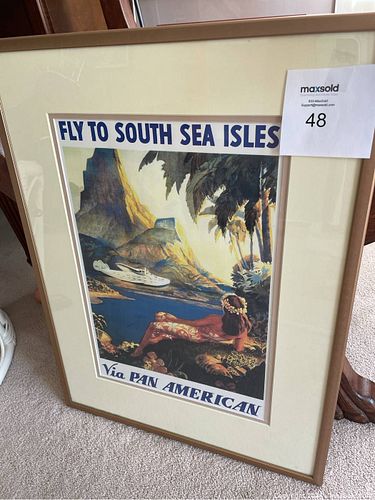 FLY TO SOUTH SEA ISLES
maxsold
48
Via PAN AMERICAN